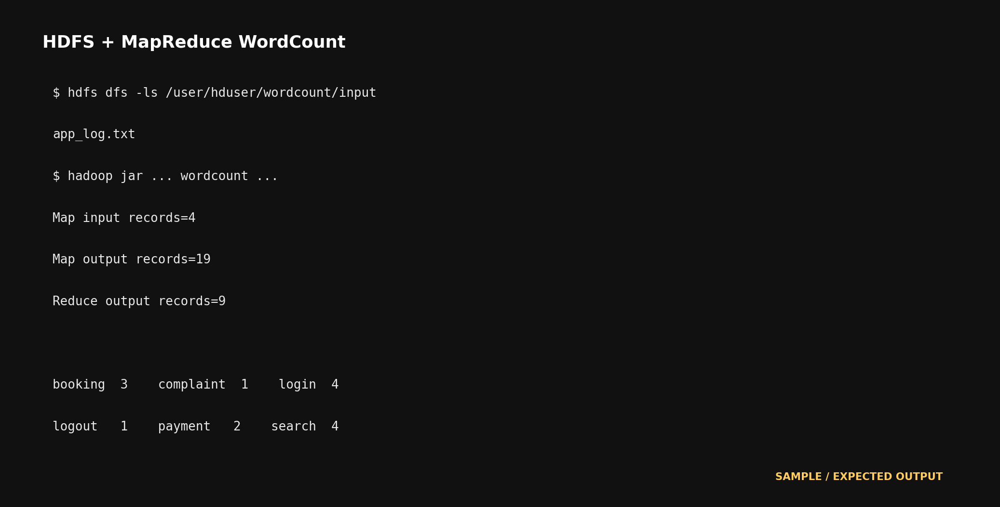 HDFS + MapReduce WordCount
$ hdfs dfs -ls /user/hduser/wordcount/input
app_log.txt
$ hadoop jar ... wordcount ...
Map input records=4
Map output records=19
Reduce output records=9
booking  3    complaint  1    login  4
logout   1    payment   2    search  4
SAMPLE / EXPECTED OUTPUT